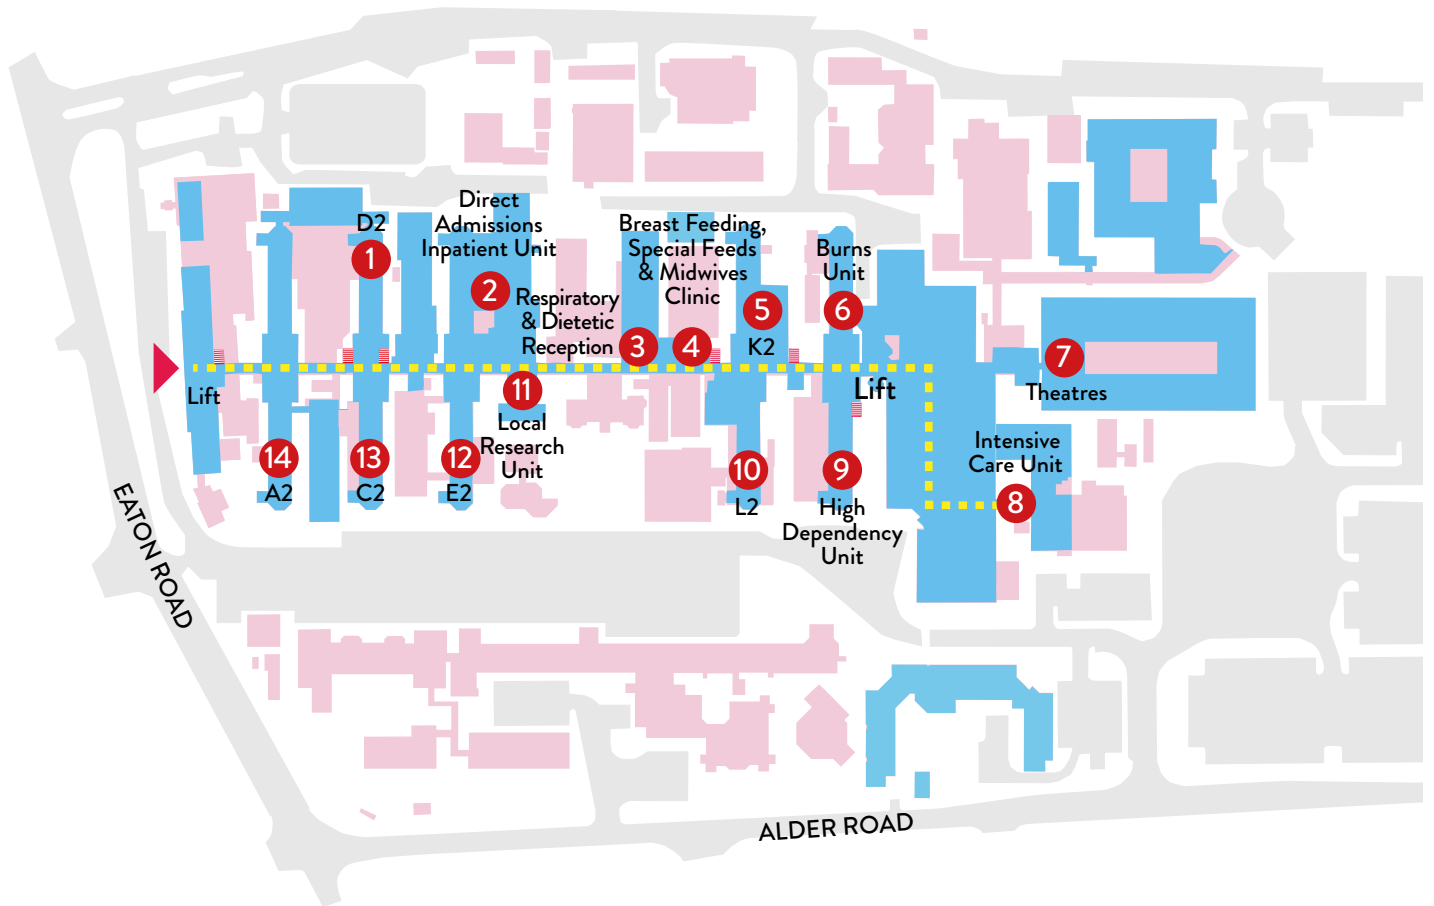 Direct
Admissions
Inpatient Unit
D2
1
2
Breast Feeding,
Special Feeds
& Midwives
Clinic
Burns
Unit
Respiratory
& Dietetic
Reception
3
4
5
K2
6
7
Theatres
Lift
Lift
11
Local
Research
Unit
14
A2
13
C2
12
E2
10
L2
9
High
Dependency
Unit
Intensive
Care Unit
8
EATON ROAD
ALDER ROAD